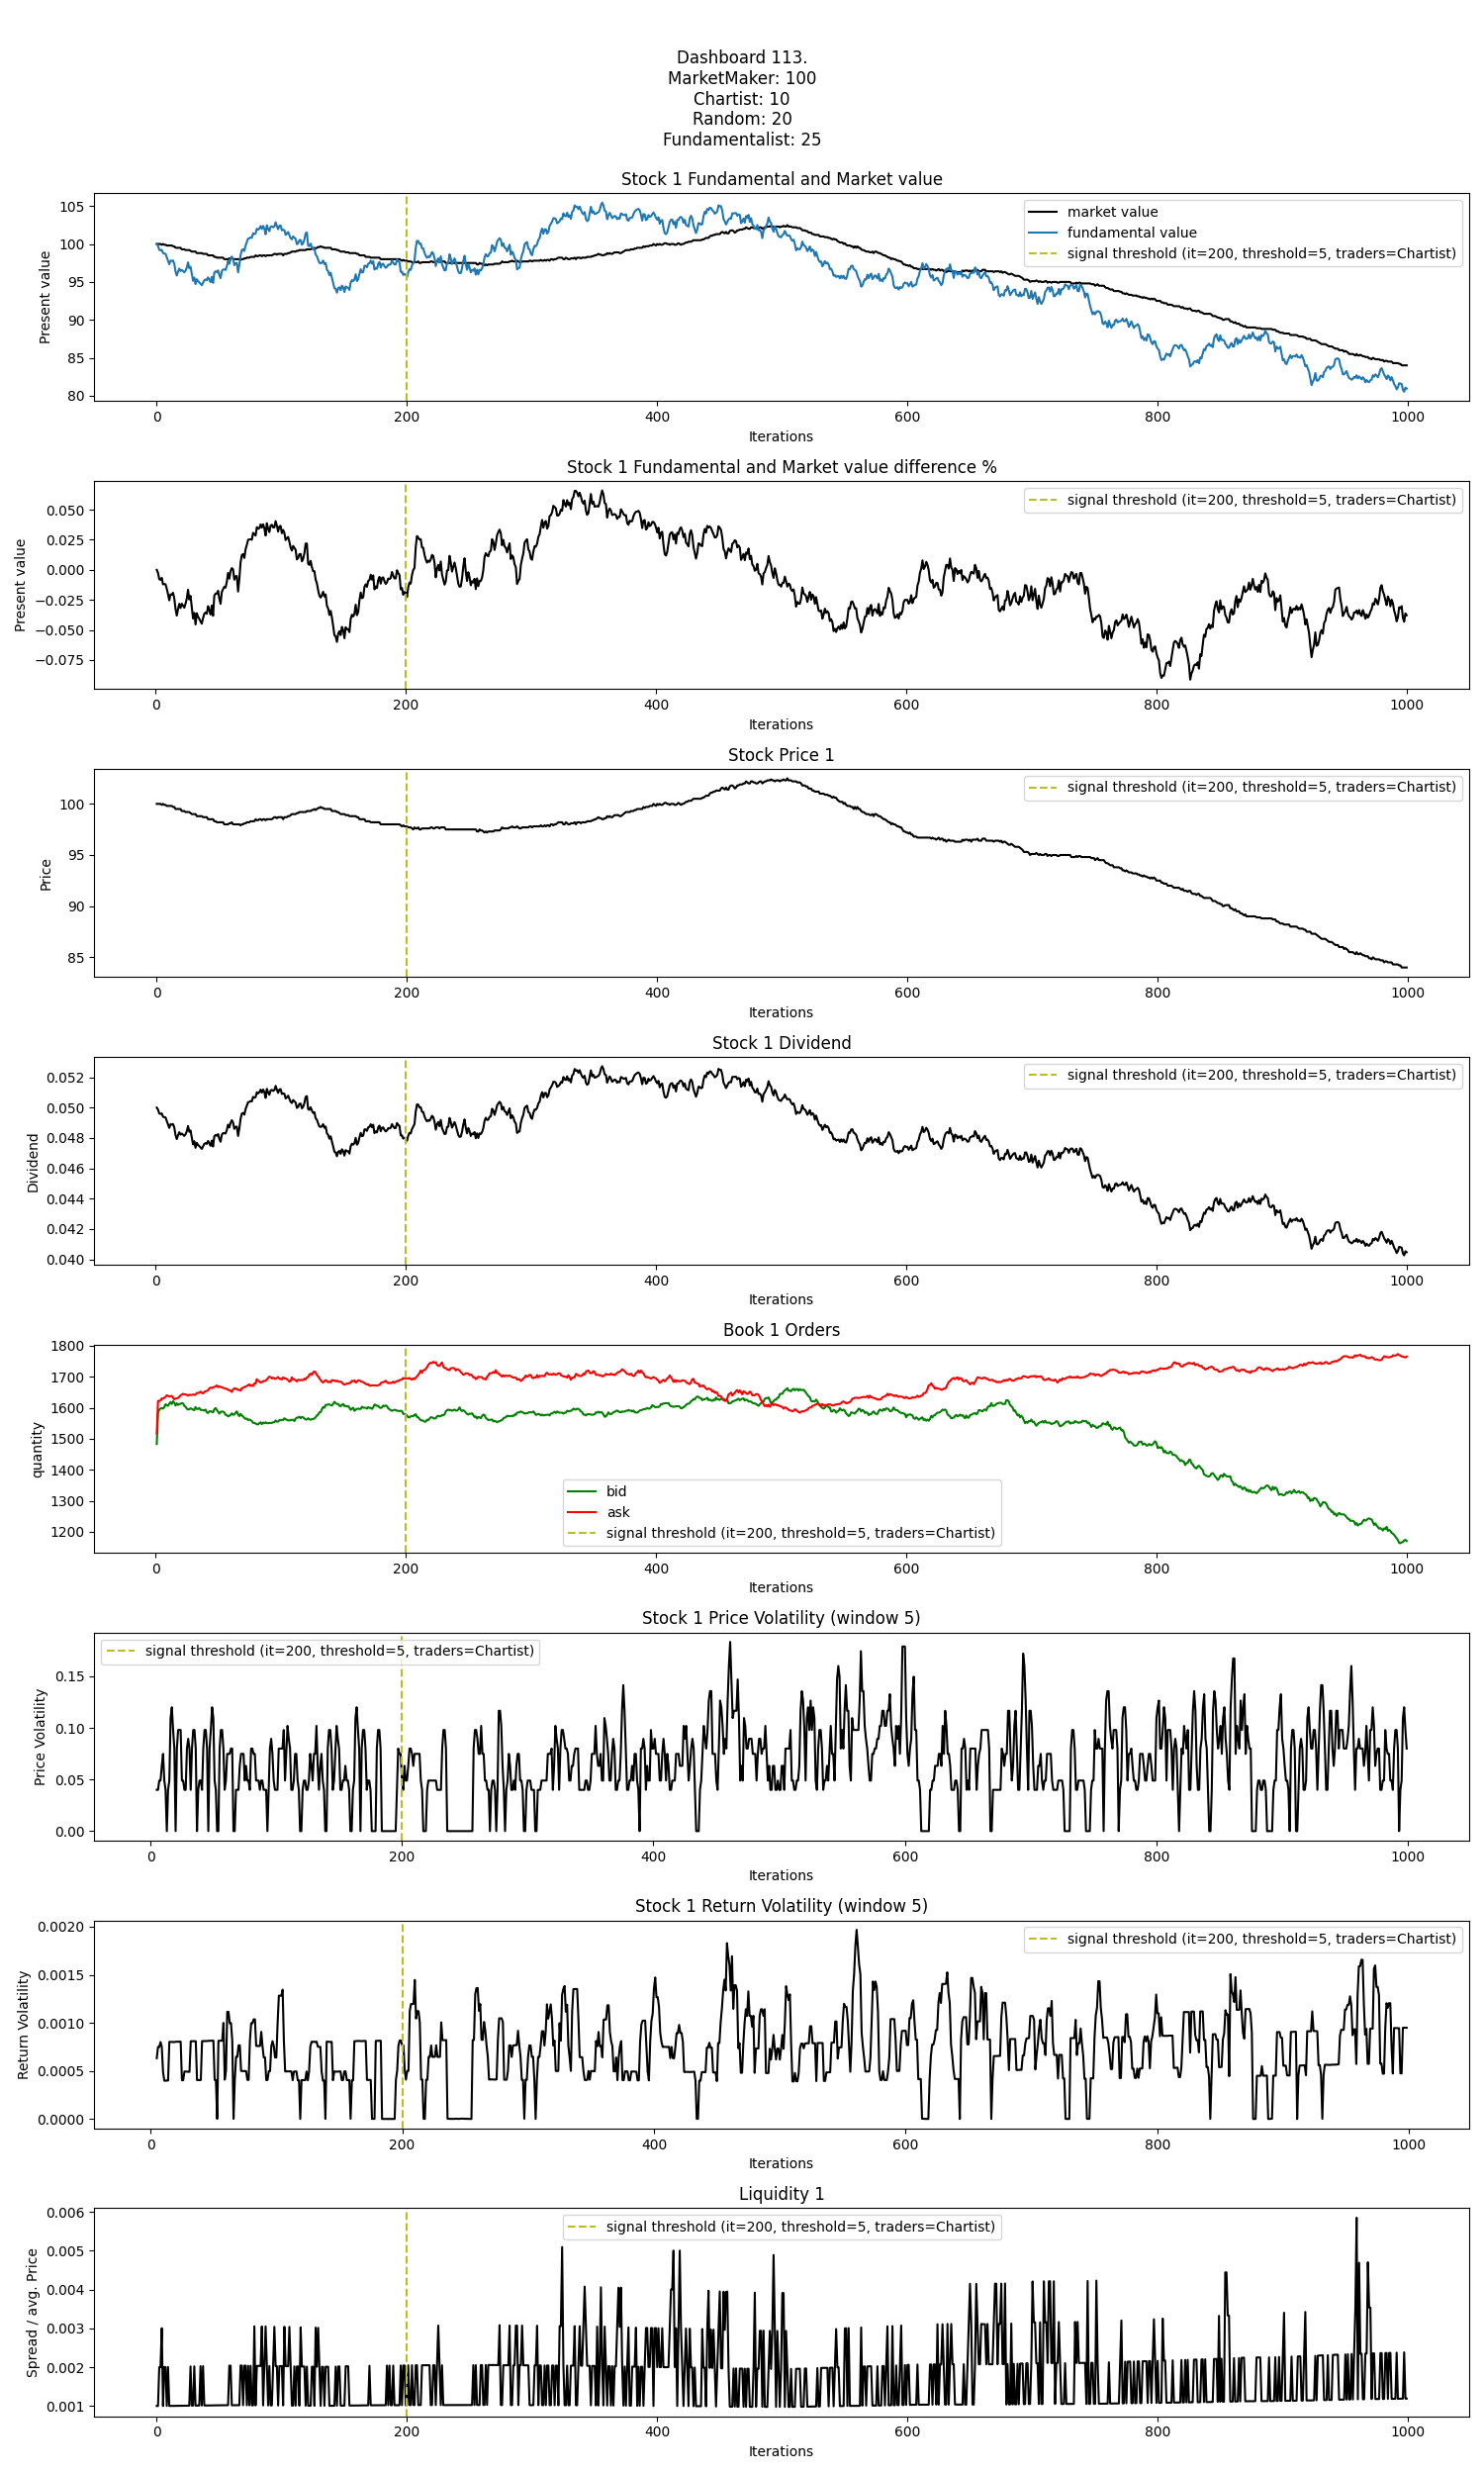 Dashboard 113.
MarketMaker: 100
Chartist: 10
Random: 20
Fundamentalist: 25
Stock 1 Fundamental and Market value
Present value
105
100
95
90
85
80
market value
fundamental value
signal threshold (it=200, threshold=5, traders=Chartist)
0 200 400 600 800 1000
Iterations
Stock 1 Fundamental and Market value difference %
Present value
0.050
0.025
0.000
−0.025
−0.050
−0.075
signal threshold (it=200, threshold=5, traders=Chartist)
0 200 400 600 800 1000
Iterations
Stock Price 1
Price
100
95
90
85
signal threshold (it=200, threshold=5, traders=Chartist)
0 200 400 600 800 1000
Iterations
Stock 1 Dividend
Dividend
0.052
0.050
0.048
0.046
0.044
0.042
0.040
signal threshold (it=200, threshold=5, traders=Chartist)
0 200 400 600 800 1000
Iterations
Book 1 Orders
quantity
1800
1700
1600
1500
1400
1300
1200
bid
ask
signal threshold (it=200, threshold=5, traders=Chartist)
0 200 400 600 800 1000
Iterations
Stock 1 Price Volatility (window 5)
Price Volatility
0.15
0.10
0.05
0.00
signal threshold (it=200, threshold=5, traders=Chartist)
0 200 400 600 800 1000
Iterations
Stock 1 Return Volatility (window 5)
Return Volatility
0.0020
0.0015
0.0010
0.0005
0.0000
signal threshold (it=200, threshold=5, traders=Chartist)
0 200 400 600 800 1000
Iterations
Liquidity 1
Spread / avg. Price
0.006
0.005
0.004
0.003
0.002
0.001
signal threshold (it=200, threshold=5, traders=Chartist)
0 200 400 600 800 1000
Iterations